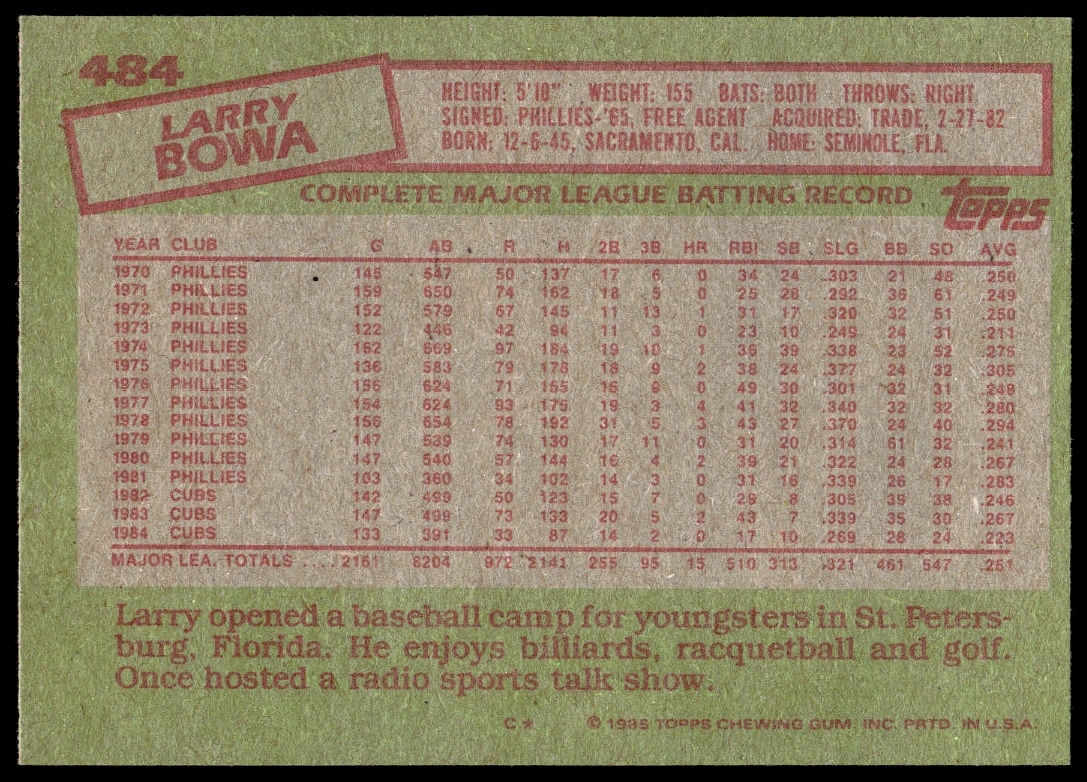 484
LARRY
BOWA
HEIGHT: 5'10" WEIGHT: 155 BATS: BOTH THROWS: RIGHT
SIGNED: PHILLIES-'65, FREE AGENT ACQUIRED: TRADE, 2-27-82
BORN: 12-6-45, SACRAMENTO, CAL. HOME: SEMINOLE, FLA.
COMPLETE MAJOR LEAGUE BATTING RECORD
Topps
YEAR CLUB G AB R H 2B 3B HR RBI SB SLG BB SO AVG
1970 PHILLIES 145 547 50 137 17 6 0 34 24 .303 21 48 .250
1971 PHILLIES 159 650 74 162 18 5 0 25 28 .292 36 61 .249
1972 PHILLIES 152 579 67 145 11 13 1 31 17 .320 32 51 .250
1973 PHILLIES 122 446 42 94 11 3 0 23 10 .249 24 31 .211
1974 PHILLIES 162 669 97 184 19 10 1 36 39 .338 23 52 .275
1975 PHILLIES 136 583 79 178 18 9 2 38 24 .377 24 32 .305
1976 PHILLIES 156 624 71 155 15 9 0 49 30 .301 32 31 .248
1977 PHILLIES 154 624 93 175 19 3 4 41 32 .340 32 32 .280
1978 PHILLIES 156 654 78 192 31 5 3 43 27 .370 24 40 .294
1979 PHILLIES 147 539 74 130 17 11 0 31 20 .314 61 32 .241
1980 PHILLIES 147 540 57 144 16 4 2 39 21 .322 24 28 .267
1981 PHILLIES 103 360 34 102 14 3 0 31 16 .339 26 17 .283
1982 CUBS 142 499 50 123 15 7 0 29 8 .305 39 38 .246
1983 CUBS 147 499 73 133 20 5 2 43 7 .339 35 30 .267
1984 CUBS 133 391 33 87 14 2 0 17 10 .269 28 24 .223
MAJOR LEA. TOTALS .... 2161 8204 972 2141 255 95 15 510 313 .321 461 547 .261
Larry opened a baseball camp for youngsters in St. Peters-
burg, Florida. He enjoys billiards, racquetball and golf.
Once hosted a radio sports talk show.
C* © 1985 TOPPS CHEWING GUM, INC. PRTD. IN U.S.A.